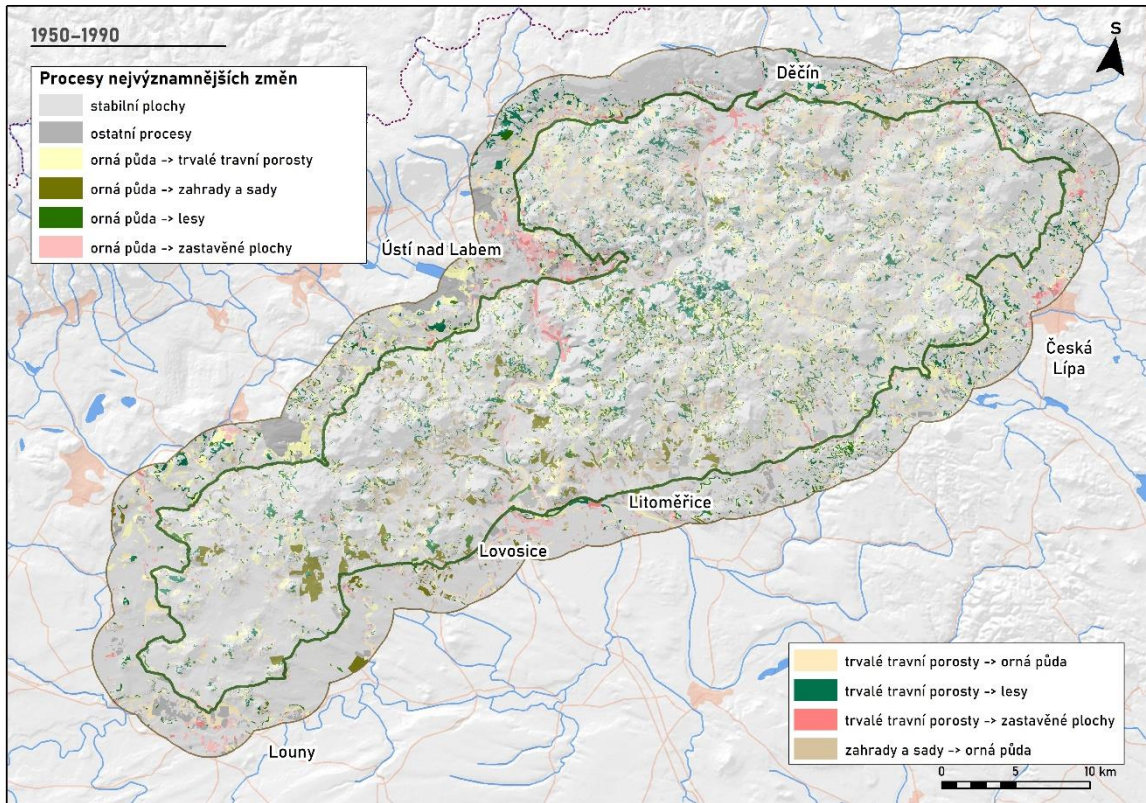 1950–1990
Procesy nejvýznamnějších změn
stabilní plochy
ostatní procesy
orná půda -> trvalé travní porosty
orná půda -> zahrady a sady
orná půda -> lesy
orná půda -> zastavěné plochy
S
Děčín
Ústí nad Labem
Česká
Lípa
Litoměřice
Lovosice
Louny
trvalé travní porosty -> orná půda
trvalé travní porosty -> lesy
trvalé travní porosty -> zastavěné plochy
zahrady a sady -> orná půda
0 5 10 km